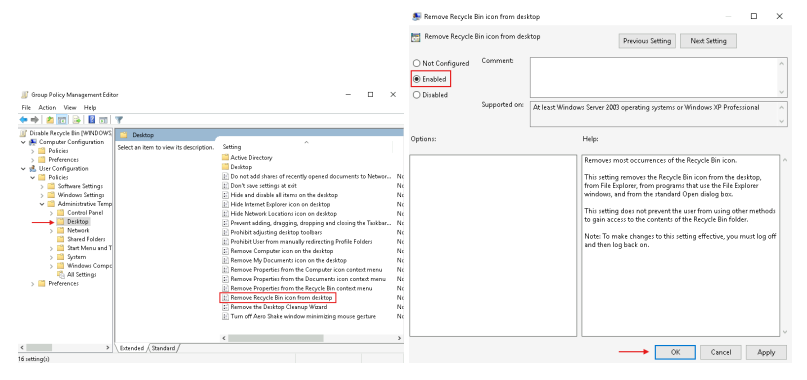 Group Policy Management Editor
File Action View Help
Disable Recycle Bin [WINDOWS
Computer Configuration
Policies
Preferences
User Configuration
Policies
Software Settings
Windows Settings
Administrative Temp
Control Panel
Desktop
Network
Shared Folders
Start Menu and T
System
Windows Compo
All Settings
Preferences
Desktop
Select an item to view its description.
Setting
Active Directory
Desktop
Do not add shares of recently opened documents to Networ... No
Don't save settings at exit No
Hide and disable all items on the desktop No
Hide Internet Explorer icon on desktop No
Hide Network Locations icon on desktop No
Prevent adding, dragging, dropping and closing the Taskbar... No
Prohibit adjusting desktop toolbars No
Prohibit User from manually redirecting Profile Folders No
Remove Computer icon on the desktop No
Remove My Documents icon on the desktop No
Remove Properties from the Computer icon context menu No
Remove Properties from the Documents icon context menu No
Remove Properties from the Recycle Bin context menu No
Remove Recycle Bin icon from desktop No
Remove the Desktop Cleanup Wizard No
Turn off Aero Shake window minimizing mouse gesture No
Extended Standard
16 setting(s)
Remove Recycle Bin icon from desktop
Remove Recycle Bin icon from desktop
Previous Setting Next Setting
Not Configured
Enabled
Disabled
Comment:
Supported on:
At least Windows Server 2003 operating systems or Windows XP Professional
Options:
Help:
Removes most occurrences of the Recycle Bin icon.
This setting removes the Recycle Bin icon from the desktop,
from File Explorer, from programs that use the File Explorer
windows, and from the standard Open dialog box.
This setting does not prevent the user from using other methods
to gain access to the contents of the Recycle Bin folder.
Note: To make changes to this setting effective, you must log off
and then log back on.
OK Cancel Apply